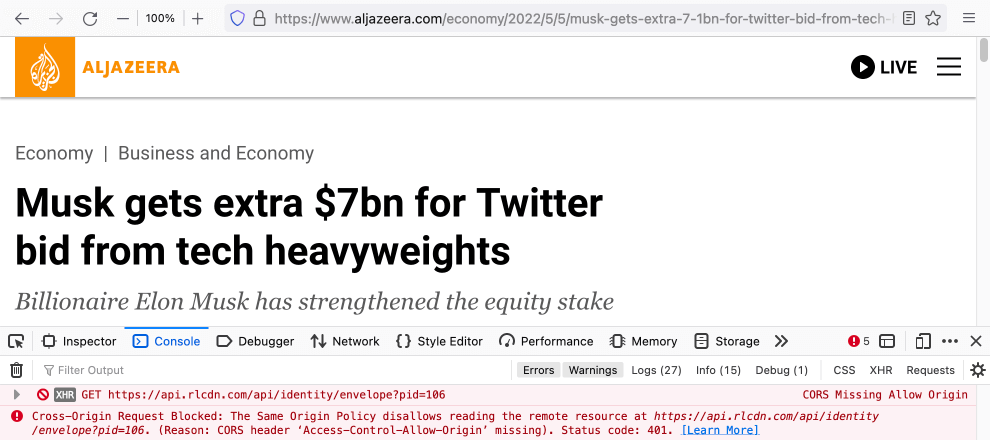 100%
https://www.aljazeera.com/economy/2022/5/5/musk-gets-extra-7-1bn-for-twitter-bid-from-tech-
ALJAZEERA
LIVE
Economy | Business and Economy
Musk gets extra $7bn for Twitter
bid from tech heavyweights
Billionaire Elon Musk has strengthened the equity stake
Inspector Console Debugger Network Style Editor Performance Memory Storage 5
Filter Output Errors Warnings Logs (27) Info (15) Debug (1) CSS XHR Requests
XHR GET https://api.rlcdn.com/api/identity/envelope?pid=106 CORS Missing Allow Origin
Cross-Origin Request Blocked: The Same Origin Policy disallows reading the remote resource at https://api.rlcdn.com/api/identity
/envelope?pid=106. (Reason: CORS header ‘Access-Control-Allow-Origin’ missing). Status code: 401. [Learn More]